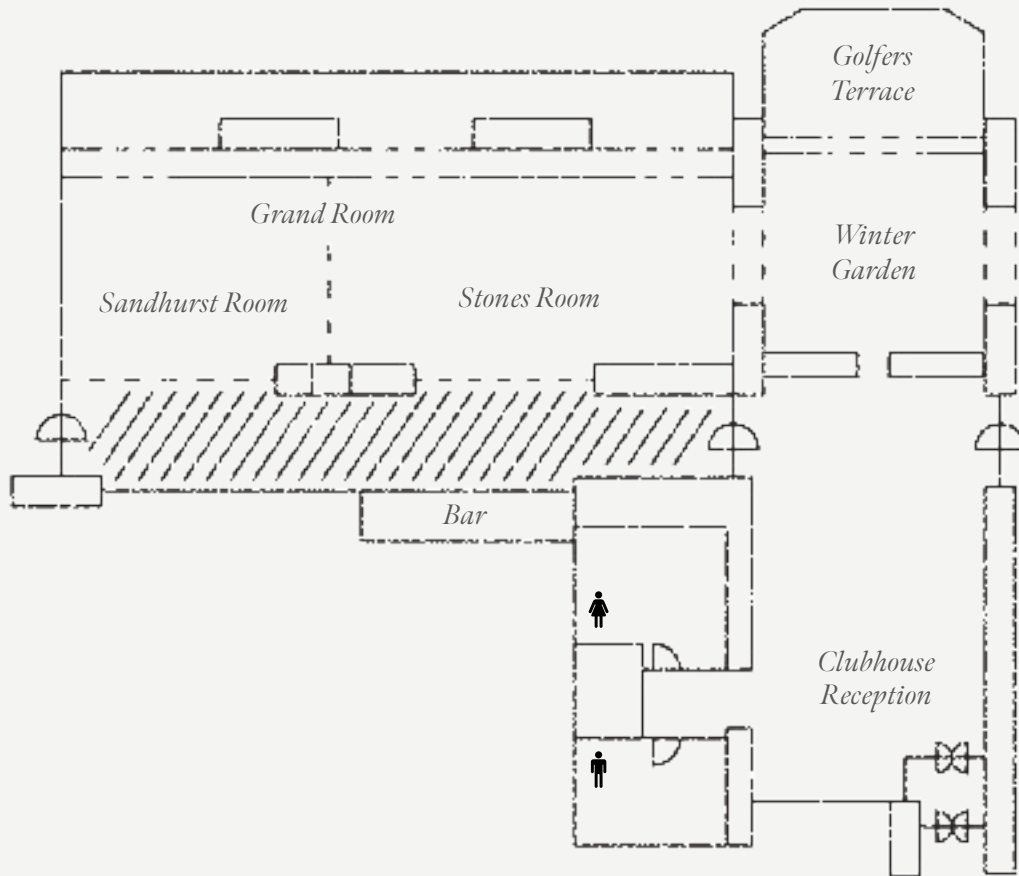 Golfers
Terrace
Grand Room
Winter
Garden
Sandhurst Room
Stones Room
Bar
Clubhouse
Reception